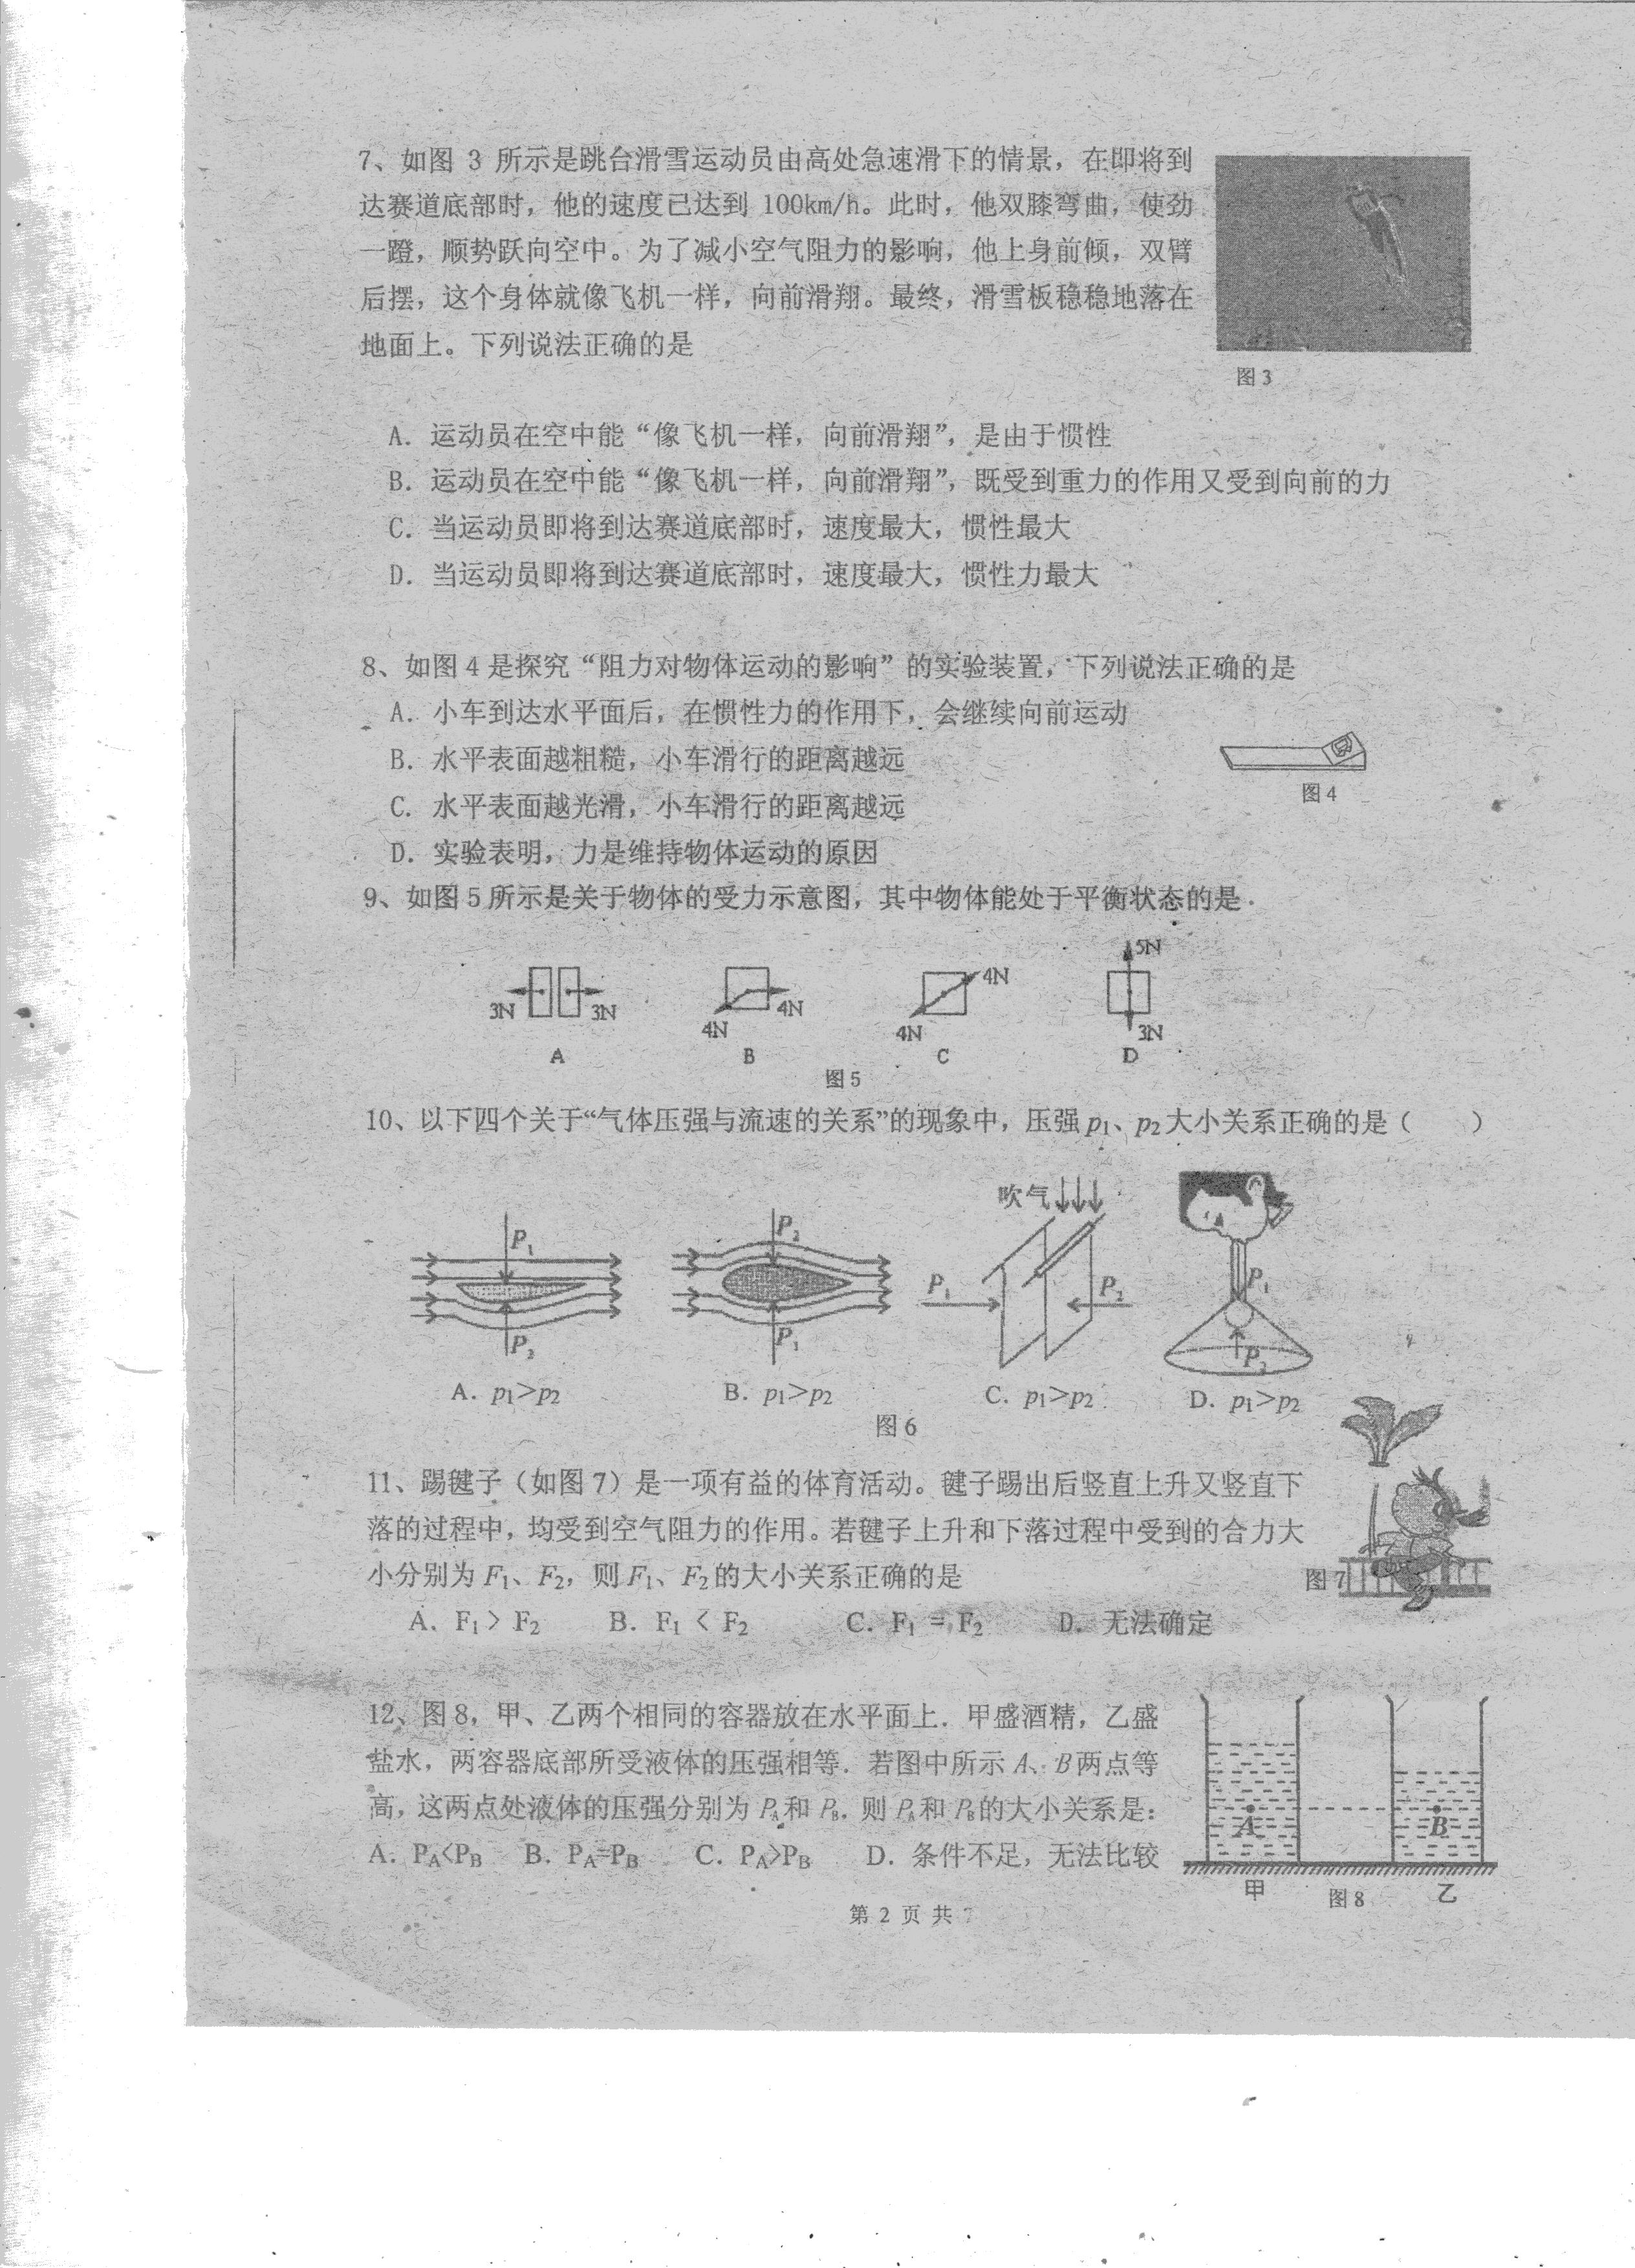 7、如图 3 所示是跳台滑雪运动员由高处急速滑下的情景，在即将到
达赛道底部时，他的速度已达到 100km/h。此时，他双膝弯曲，使劲
一蹬，顺势跃向空中。为了减小空气阻力的影响，他上身前倾，双臂
后摆，这个身体就像飞机一样，向前滑翔。最终，滑雪板稳稳地落在
地面上。下列说法正确的是
图 3
A．运动员在空中能“像飞机一样，向前滑翔”，是由于惯性
B．运动员在空中能“像飞机一样，向前滑翔”，既受到重力的作用又受到向前的力
C．当运动员即将到达赛道底部时，速度最大，惯性最大
D．当运动员即将到达赛道底部时，速度最大，惯性力最大
8、如图 4 是探究“阻力对物体运动的影响”的实验装置，下列说法正确的是
A．小车到达水平面后，在惯性力的作用下，会继续向前运动
B．水平表面越粗糙，小车滑行的距离越远
C．水平表面越光滑，小车滑行的距离越远
D．实验表明，力是维持物体运动的原因
图 4
9、如图 5 所示是关于物体的受力示意图，其中物体能处于平衡状态的是
3N 3N 4N 4N 4N 4N 5N 3N
A B C D
图 5
10、以下四个关于“气体压强与流速的关系”的现象中，压强 p₁、p₂ 大小关系正确的是（ ）
吹气
P₁ P₂ P₂ P₁ P₁ P₂ P₁ P₂
A．p₁>p₂ B．p₁>p₂ C．p₁>p₂ D．p₁>p₂
图 6
11、踢毽子（如图 7）是一项有益的体育活动。毽子踢出后竖直上升又竖直下
落的过程中，均受到空气阻力的作用。若毽子上升和下落过程中受到的合力大
小分别为 F₁、F₂，则 F₁、F₂ 的大小关系正确的是
图 7
A．F₁ > F₂ B．F₁ < F₂ C．F₁ = F₂ D．无法确定
12、图 8，甲、乙两个相同的容器放在水平面上．甲盛酒精，乙盛
盐水，两容器底部所受液体的压强相等．若图中所示 A、B 两点等
高，这两点处液体的压强分别为 P_A 和 P_B．则 P_A 和 P_B 的大小关系是：
A．P_A<P_B B．P_A=P_B C．P_A>P_B D．条件不足，无法比较
A B
甲 图 8 乙
第 2 页 共 7